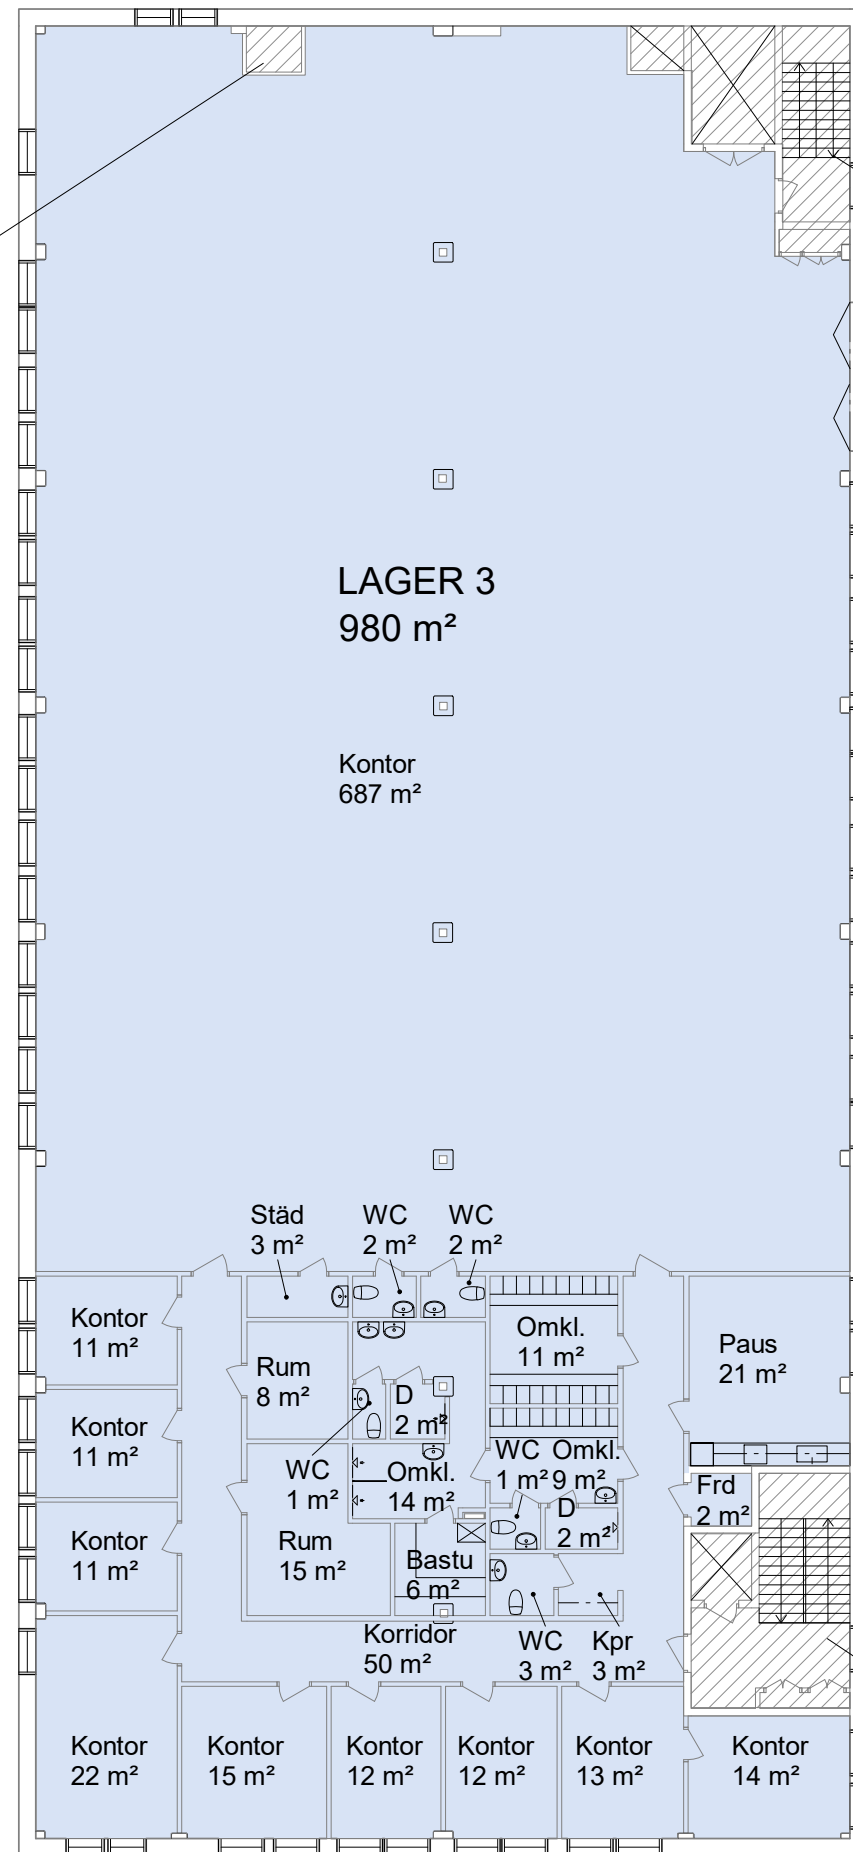 LAGER 3
980 m²
Kontor
687 m²
Städ
3 m²
WC
2 m²
WC
2 m²
Kontor
11 m²
Omkl.
11 m²
Paus
21 m²
Rum
8 m²
D
2 m²
Kontor
11 m²
WC
1 m²
Omkl.
14 m²
WC
1 m²
Omkl.
9 m²
Frd
2 m²
D
2 m²
Kontor
11 m²
Rum
15 m²
Bastu
6 m²
Korridor
50 m²
WC
3 m²
Kpr
3 m²
Kontor
22 m²
Kontor
15 m²
Kontor
12 m²
Kontor
12 m²
Kontor
13 m²
Kontor
14 m²